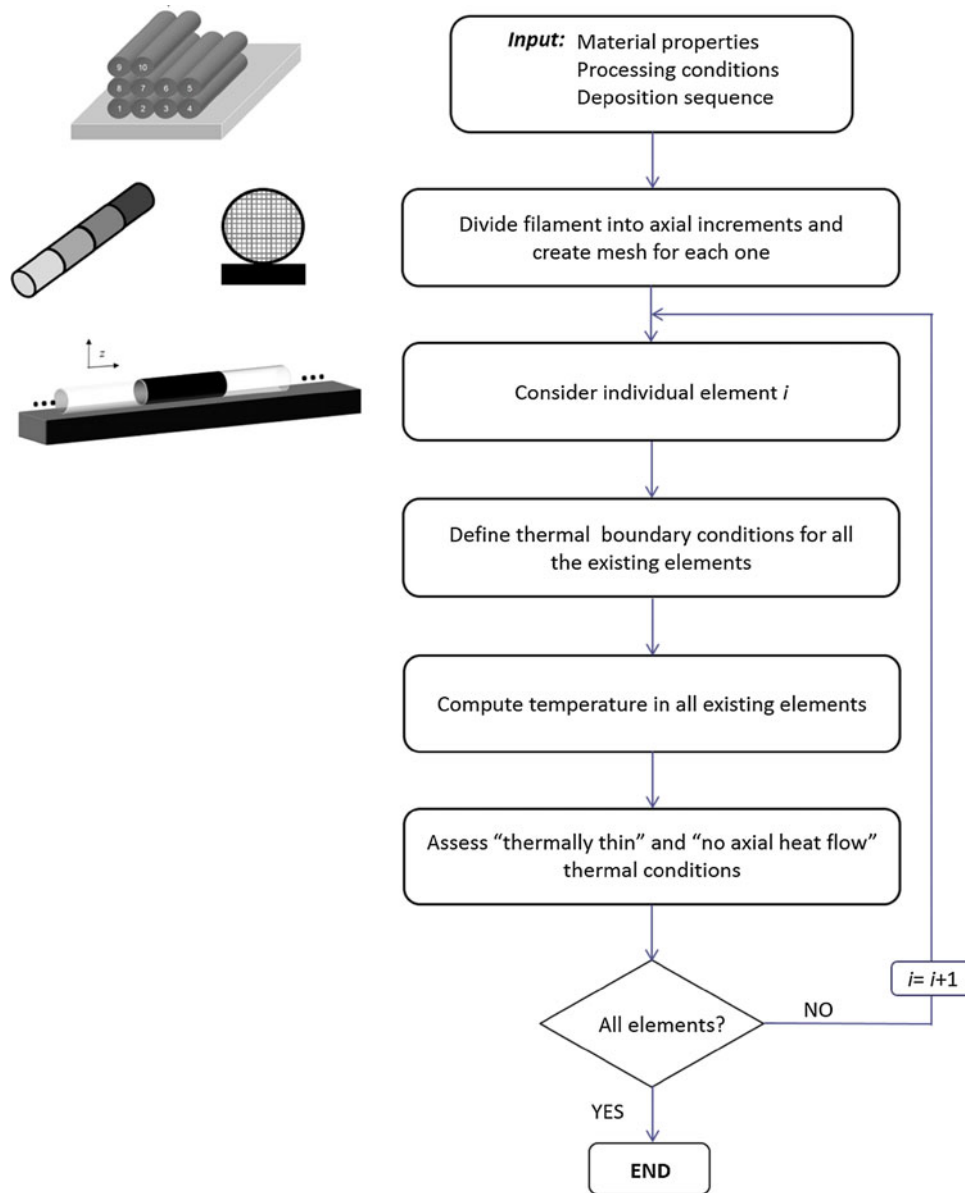 9 10
8 7 6 5
1 2 3 4
z
Input: Material properties
Processing conditions
Deposition sequence
Divide filament into axial increments and
create mesh for each one
Consider individual element i
Define thermal boundary conditions for all
the existing elements
Compute temperature in all existing elements
Assess “thermally thin” and “no axial heat flow”
thermal conditions
i= i+1
All elements?
NO
YES
END